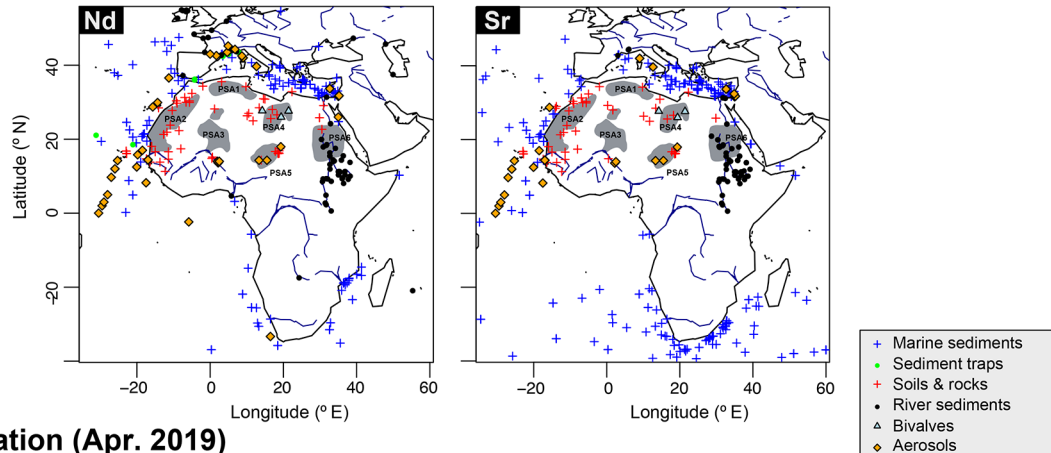 Nd
Sr
40
20
0
−20
Latitude (º N)
PSA1
PSA2
PSA3
PSA4
PSA5
PSA6
PSA1
PSA2
PSA3
PSA4
PSA5
PSA6
−20 0 20 40 60
−20 0 20 40 60
Longitude (º E)
Longitude (º E)
Marine sediments
Sediment traps
Soils & rocks
River sediments
Bivalves
Aerosols
ation (Apr. 2019)